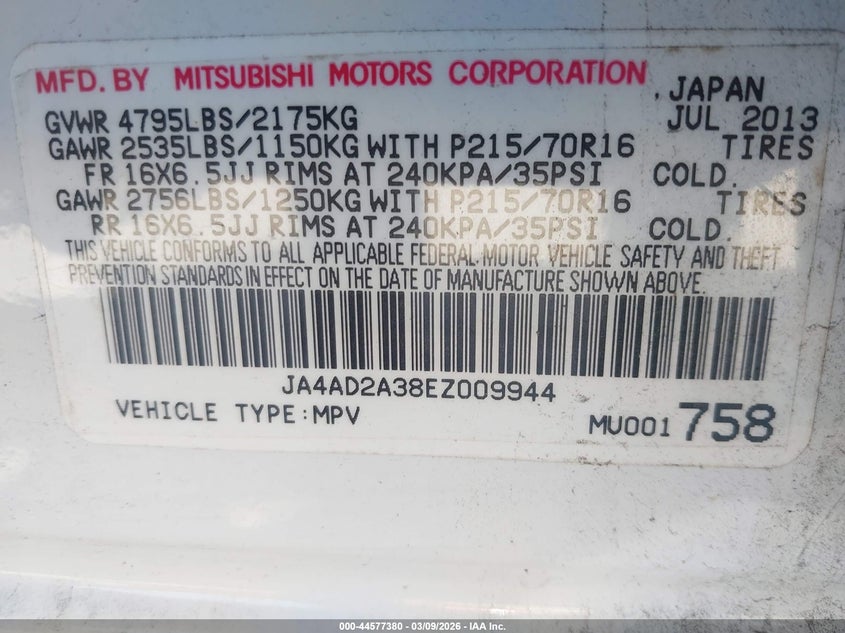 MFD. BY MITSUBISHI MOTORS CORPORATION
, JAPAN
GVWR 4795LBS/2175KG JUL 2013
GAWR 2535LBS/1150KG WITH P215/70R16 TIRES
FR 16X6.5JJ RIMS AT 240KPA/35PSI COLD.
GAWR 2756LBS/1250KG WITH P215/70R16 TIRES
RR 16X6.5JJ RIMS AT 240KPA/35PSI COLD.
THIS VEHICLE CONFORMS TO ALL APPLICABLE FEDERAL MOTOR VEHICLE SAFETY AND THEFT
PREVENTION STANDARDS IN EFFECT ON THE DATE OF MANUFACTURE SHOWN ABOVE.
JA4AD2A38EZ009944
VEHICLE TYPE:MPV MU001 758
000-44577380 | 03/09/2026 - IAA Inc.